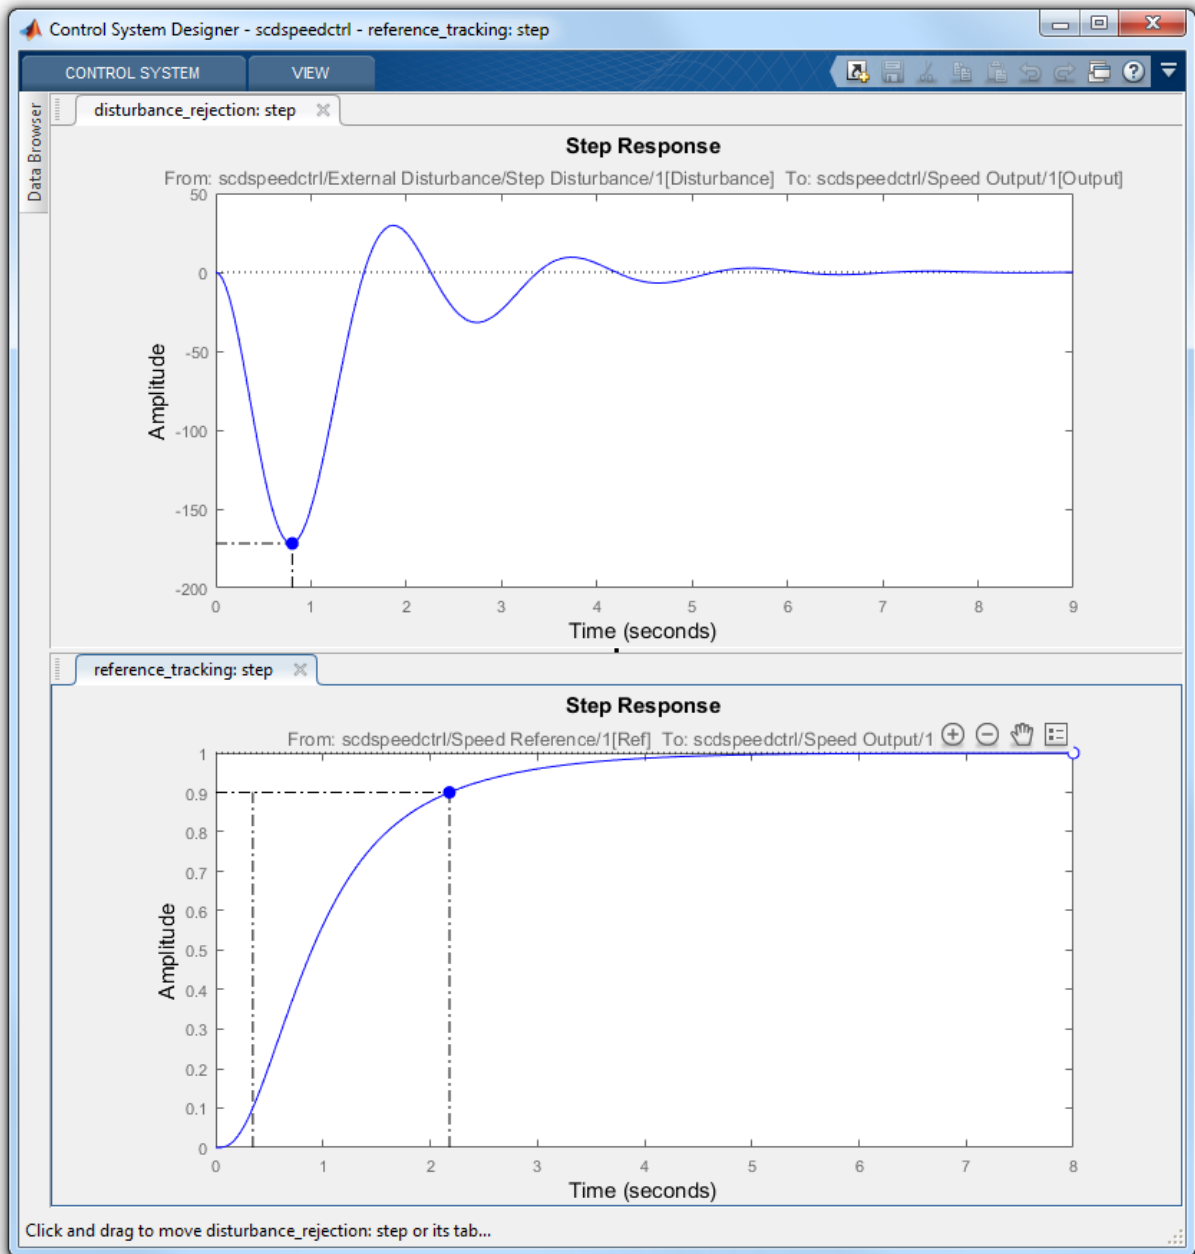 Control System Designer - scdspeedctrl - reference_tracking: step
CONTROL SYSTEM VIEW
Data Browser
disturbance_rejection: step
Step Response
From: scdspeedctrl/External Disturbance/Step Disturbance/1[Disturbance] To: scdspeedctrl/Speed Output/1[Output]
50
0
-50
-100
-150
-200
Amplitude
0 1 2 3 4 5 6 7 8 9
Time (seconds)
reference_tracking: step
Step Response
From: scdspeedctrl/Speed Reference/1[Ref] To: scdspeedctrl/Speed Output/1
1
0.9
0.8
0.7
0.6
0.5
0.4
0.3
0.2
0.1
0
Amplitude
0 1 2 3 4 5 6 7 8
Time (seconds)
Click and drag to move disturbance_rejection: step or its tab...